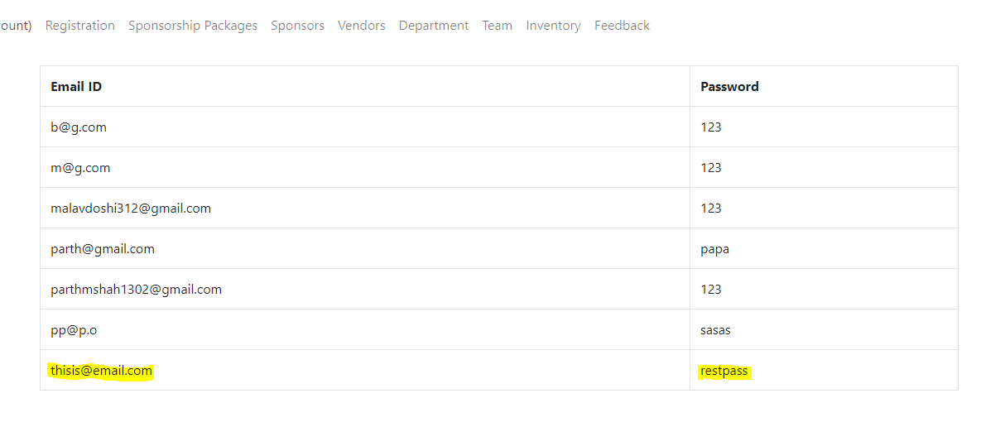 ount) Registration Sponsorship Packages Sponsors Vendors Department Team Inventory Feedback
Email ID Password
b@g.com 123
m@g.com 123
malavdoshi312@gmail.com 123
parth@gmail.com papa
parthmshah1302@gmail.com 123
pp@p.o sasas
thisis@email.com restpass